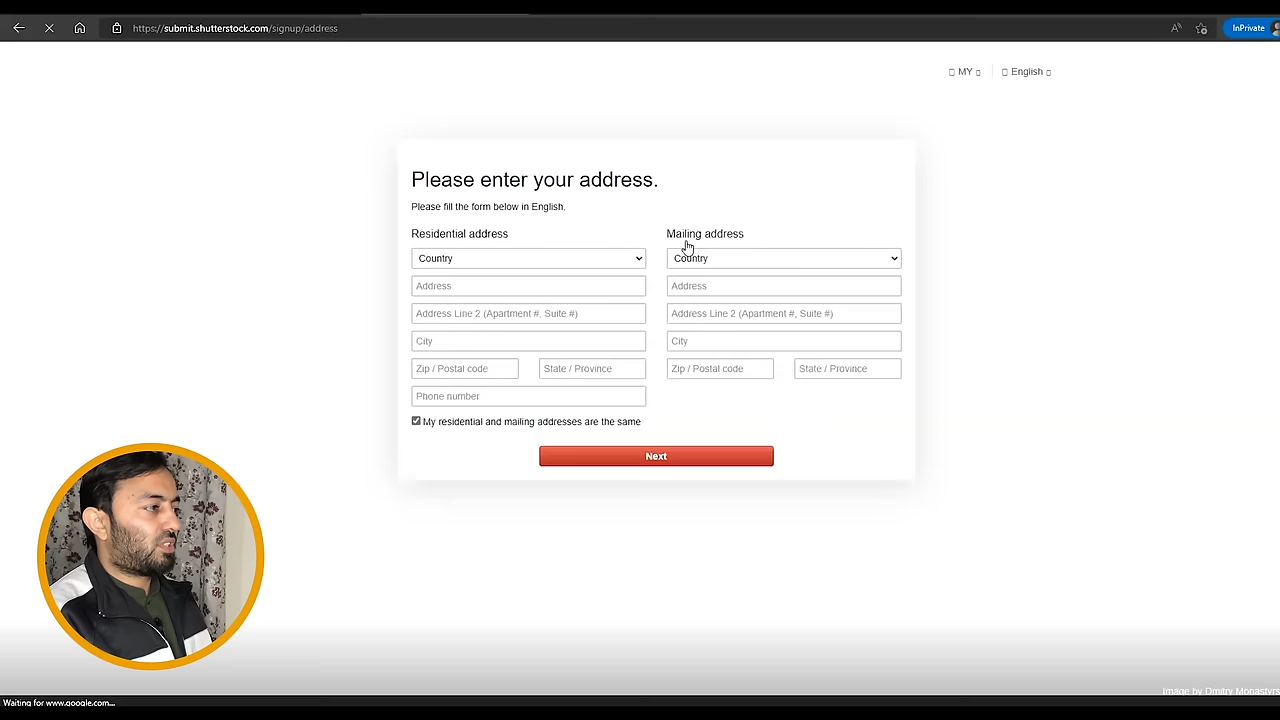 https://submit.shutterstock.com/signup/address
InPrivate
MY
English
Please enter your address.
Please fill the form below in English.
Residential address
Mailing address
Country
Country
Address
Address
Address Line 2 (Apartment #, Suite #)
Address Line 2 (Apartment #, Suite #)
City
City
Zip / Postal code
State / Province
Zip / Postal code
State / Province
Phone number
My residential and mailing addresses are the same
Next
Image by Dmitry Monastyrs
Waiting for www.google.com...